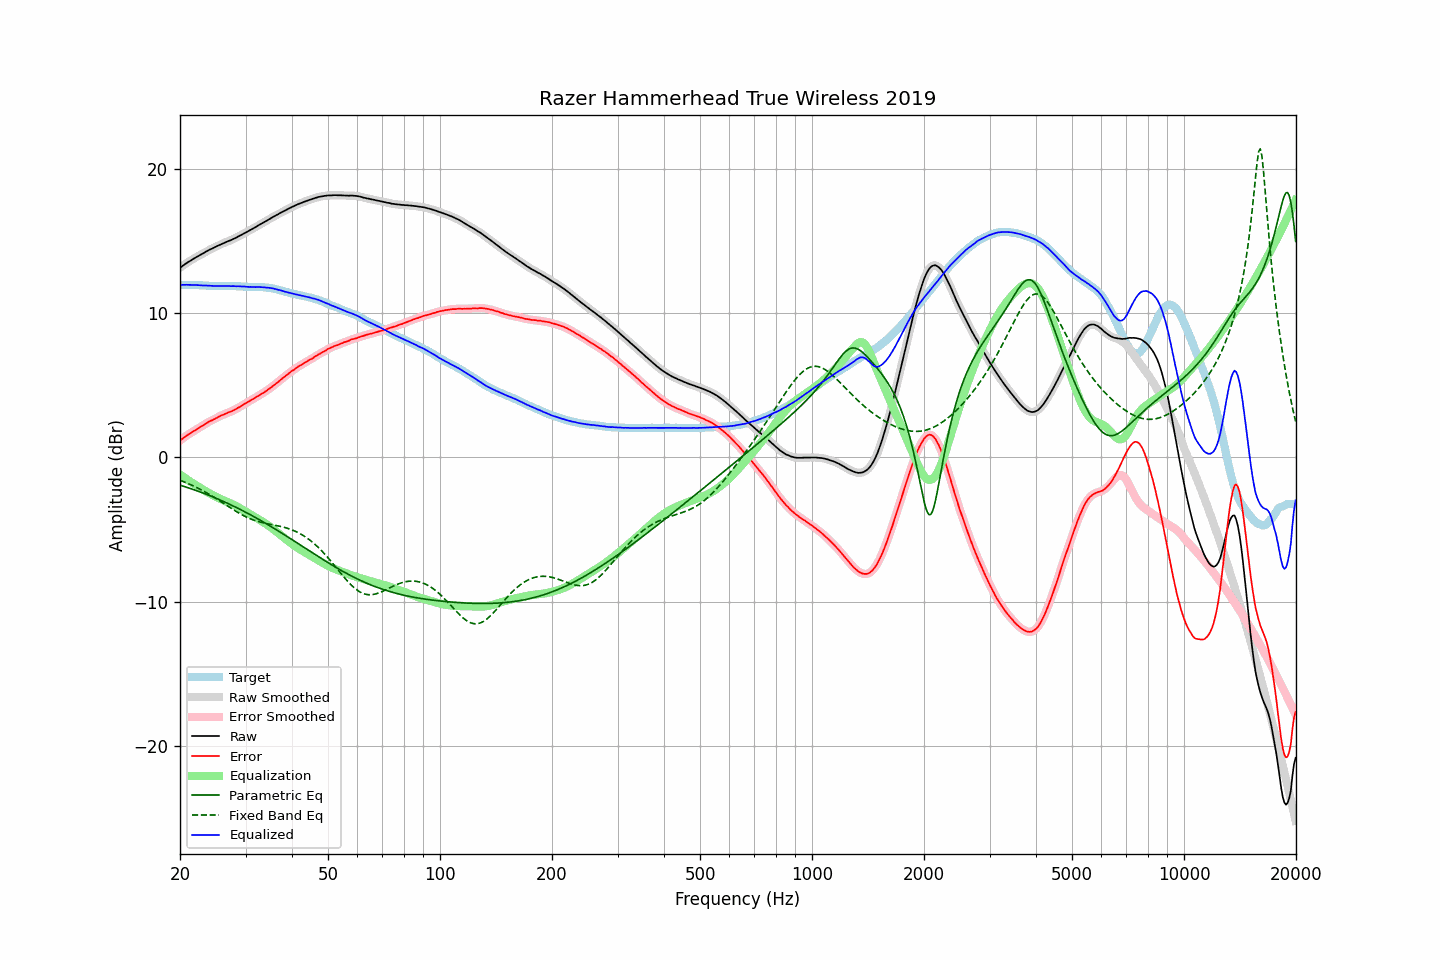 Razer Hammerhead True Wireless 2019
Amplitude (dBr)
20
10
0
−10
−20
Target
Raw Smoothed
Error Smoothed
Raw
Error
Equalization
Parametric Eq
Fixed Band Eq
Equalized
20 50 100 200 500 1000 2000 5000 10000 20000
Frequency (Hz)